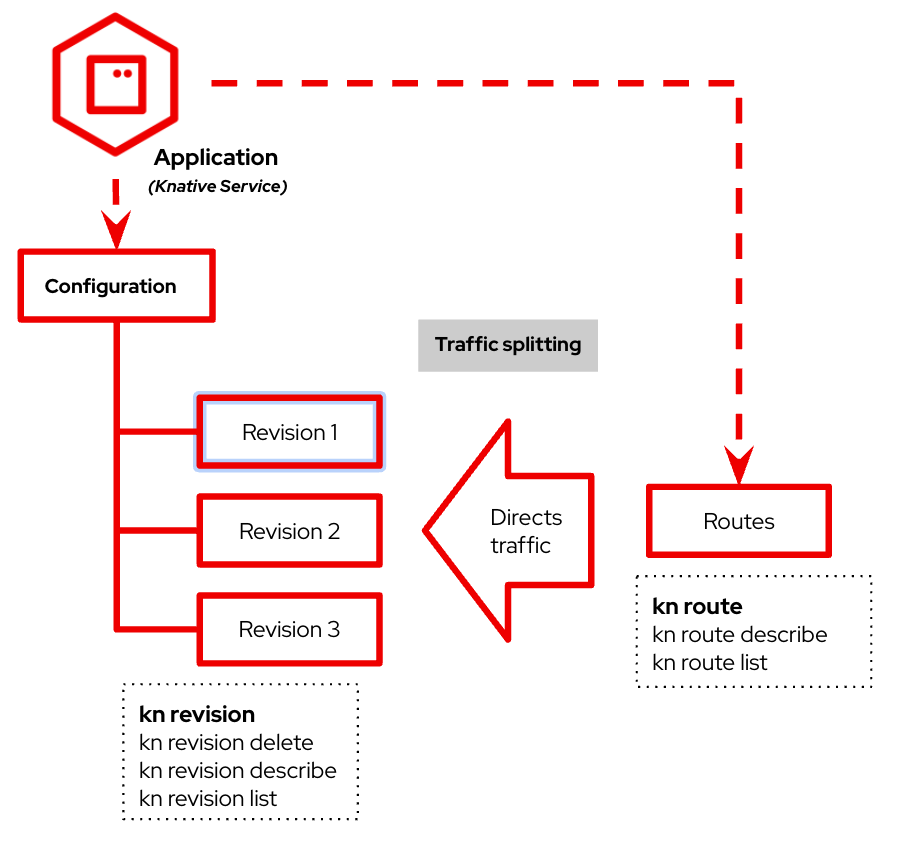 Application
(Knative Service)
Configuration
Traffic splitting
Revision 1
Revision 2
Revision 3
Directs
traffic
Routes
kn route
kn route describe
kn route list
kn revision
kn revision delete
kn revision describe
kn revision list